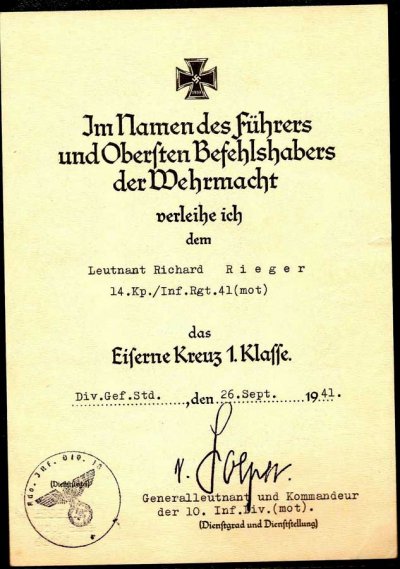 Im Namen des Führers
und Obersten Befehlshabers
der Wehrmacht
verleihe ich
dem
Leutnant Richard Rieger
14.Kp./Inf.Rgt.41(mot)
das
Eiserne Kreuz 1. Klasse.
Div.Gef.Std. , den 26.Sept. 1941.
(Dienstsiegel)
Generalleutnant und Kommandeur
der 10. Inf.Div.(mot).
(Dienstgrad und Dienststellung)